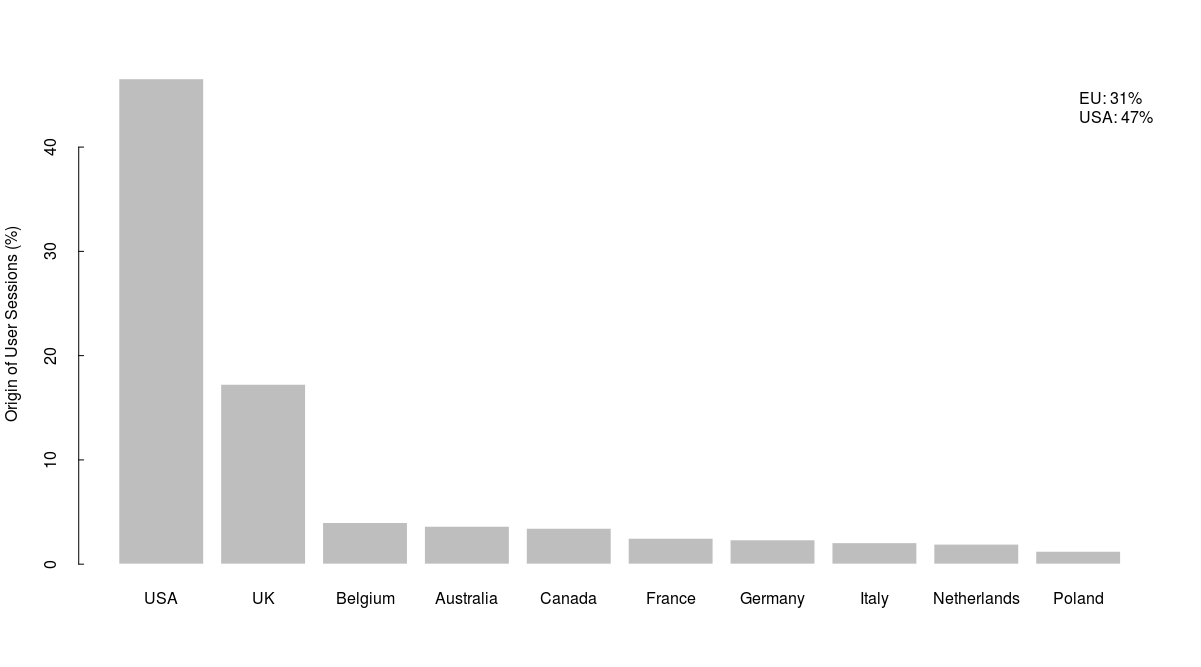 EU: 31%
USA: 47%
Origin of User Sessions (%)
40
30
20
10
0
USA UK Belgium Australia Canada France Germany Italy Netherlands Poland